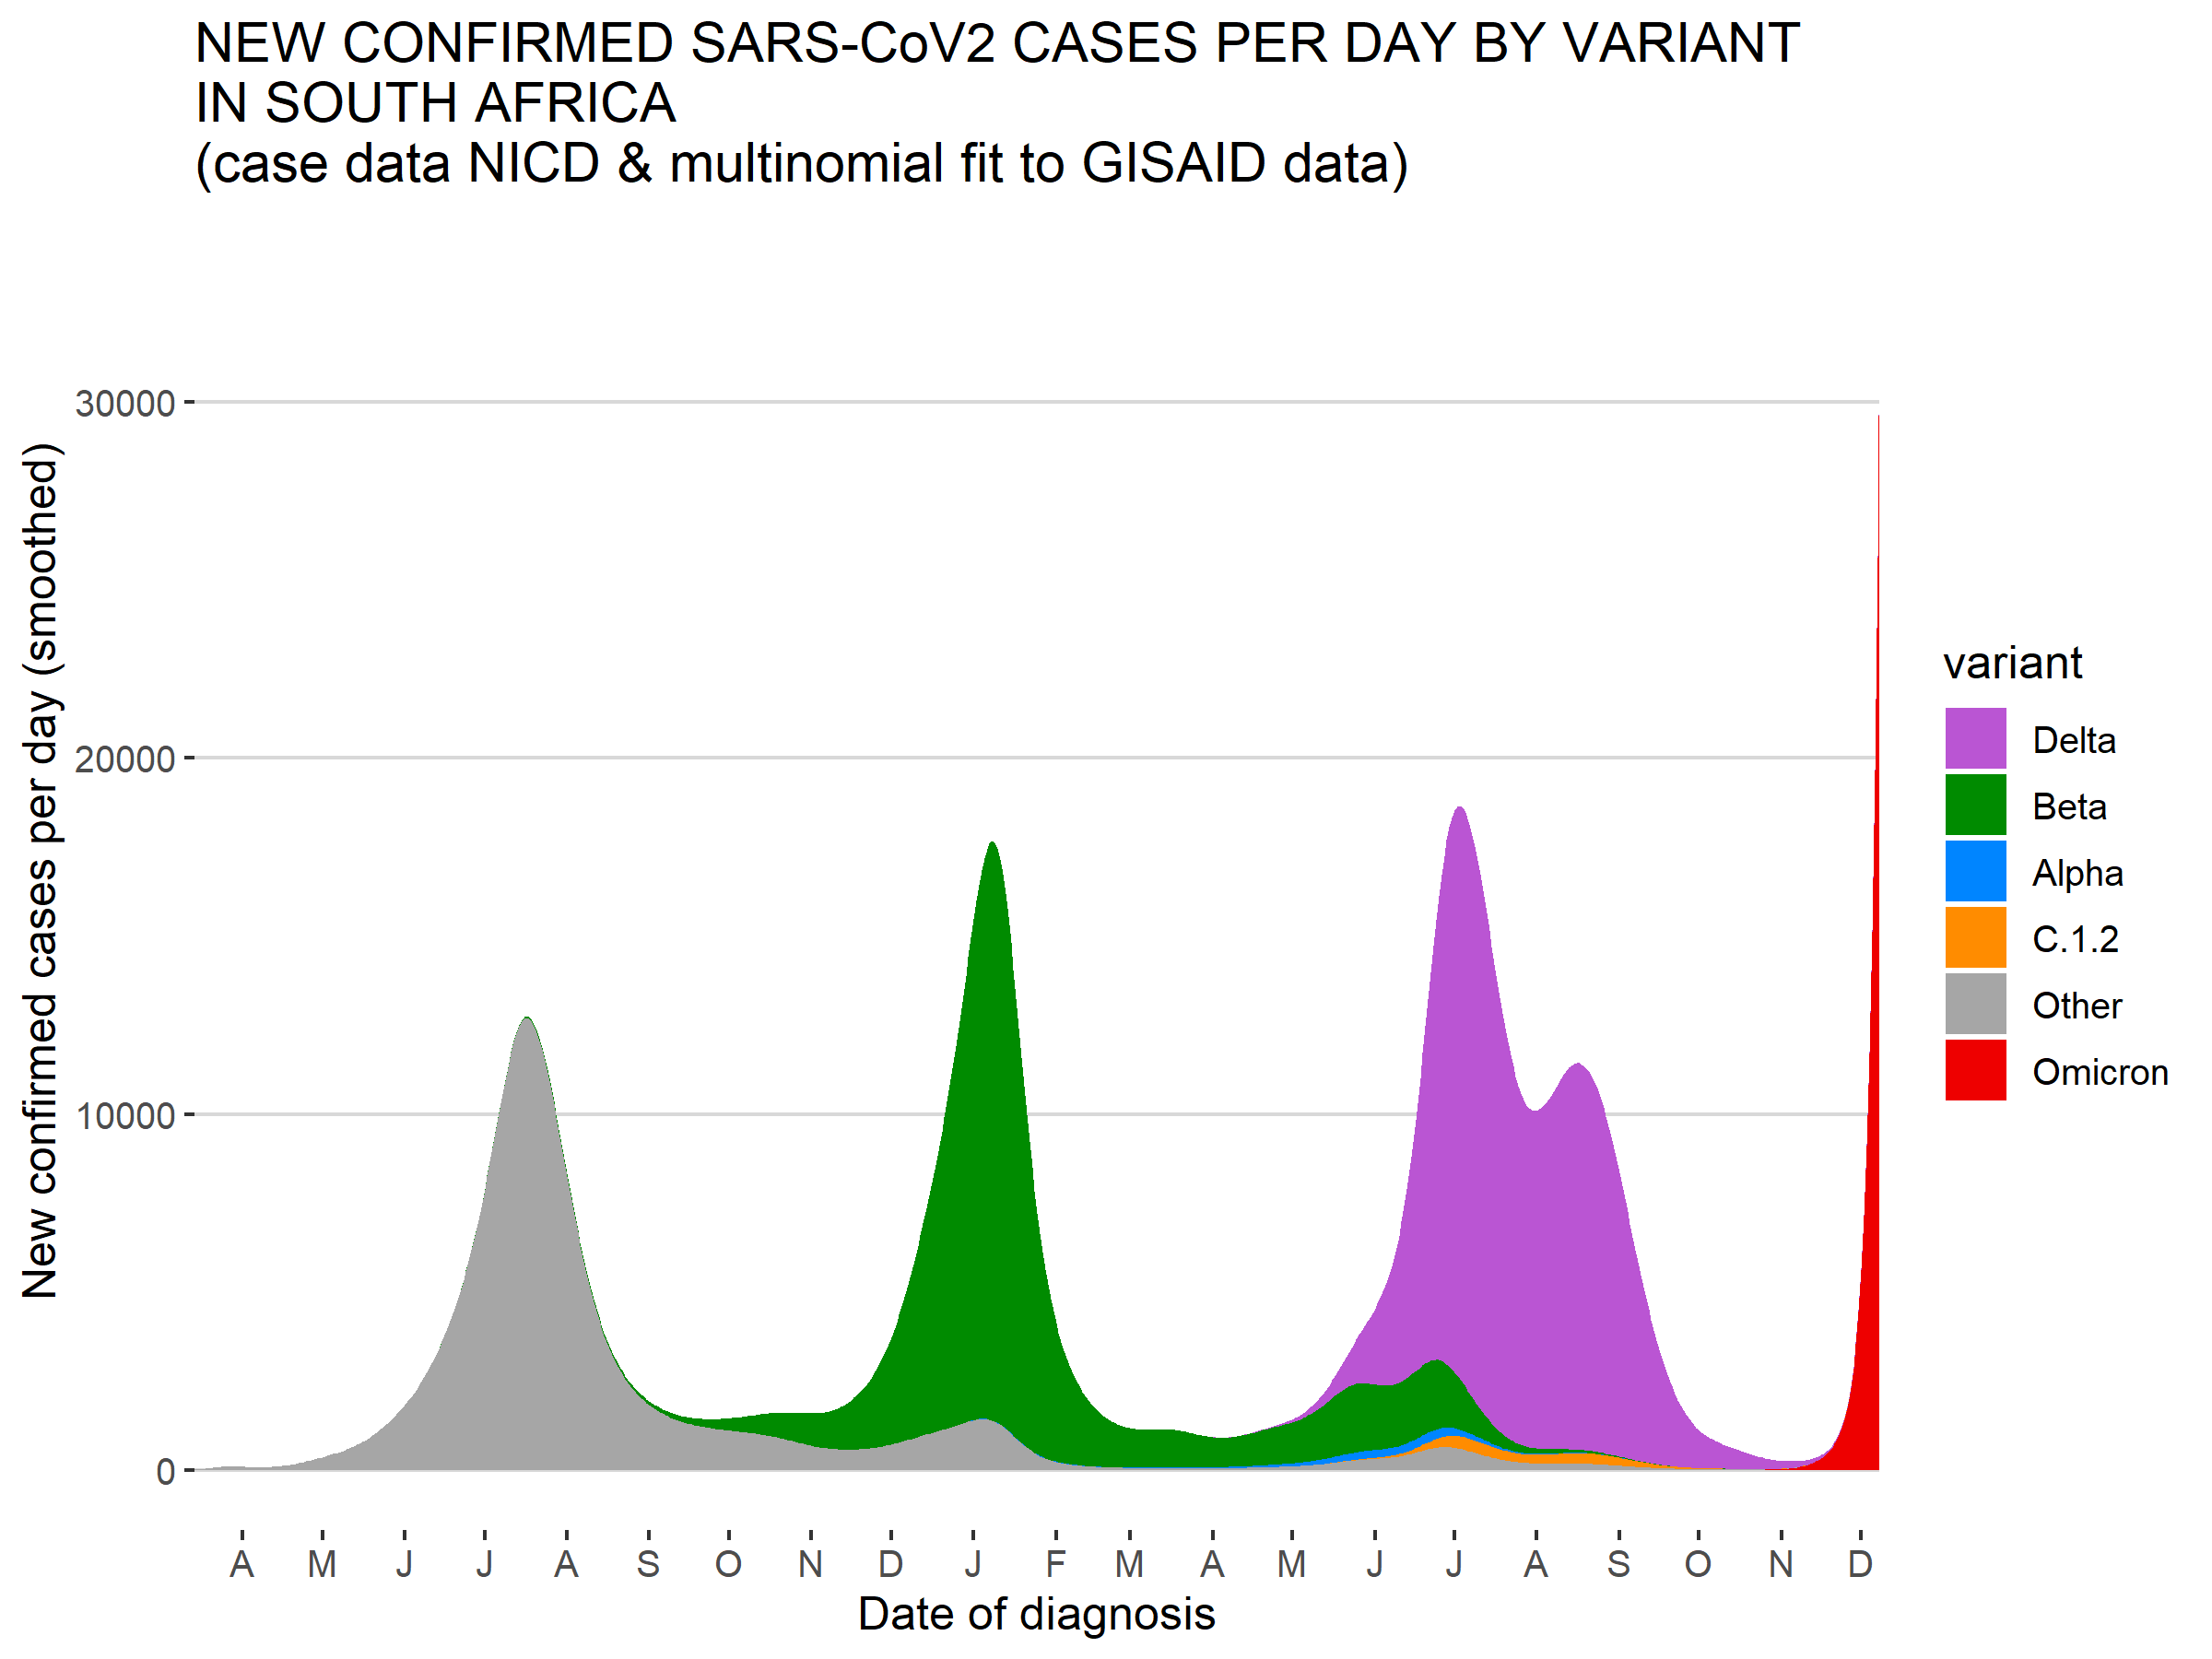 NEW CONFIRMED SARS-CoV2 CASES PER DAY BY VARIANT
IN SOUTH AFRICA
(case data NICD & multinomial fit to GISAID data)
New confirmed cases per day (smoothed)
30000
20000
10000
0
A M J J A S O N D J F M A M J J A S O N D
Date of diagnosis
variant
Delta
Beta
Alpha
C.1.2
Other
Omicron